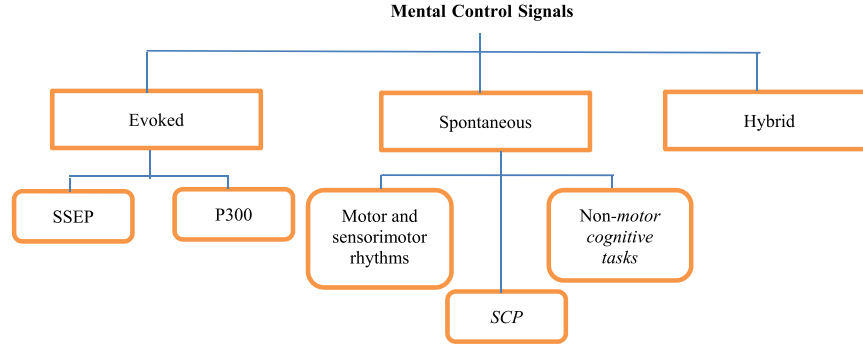 Mental Control Signals
Evoked
Spontaneous
Hybrid
SSEP
P300
Motor and
sensorimotor
rhythms
Non-motor
cognitive
tasks
SCP